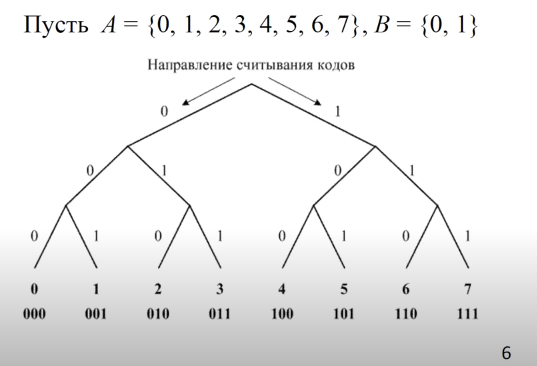 Пусть A = {0, 1, 2, 3, 4, 5, 6, 7}, B = {0, 1}
Направление считывания кодов
0 1
0 1 0 1
0 1 0 1 0 1 0 1
0 1 2 3 4 5 6 7
000 001 010 011 100 101 110 111
6